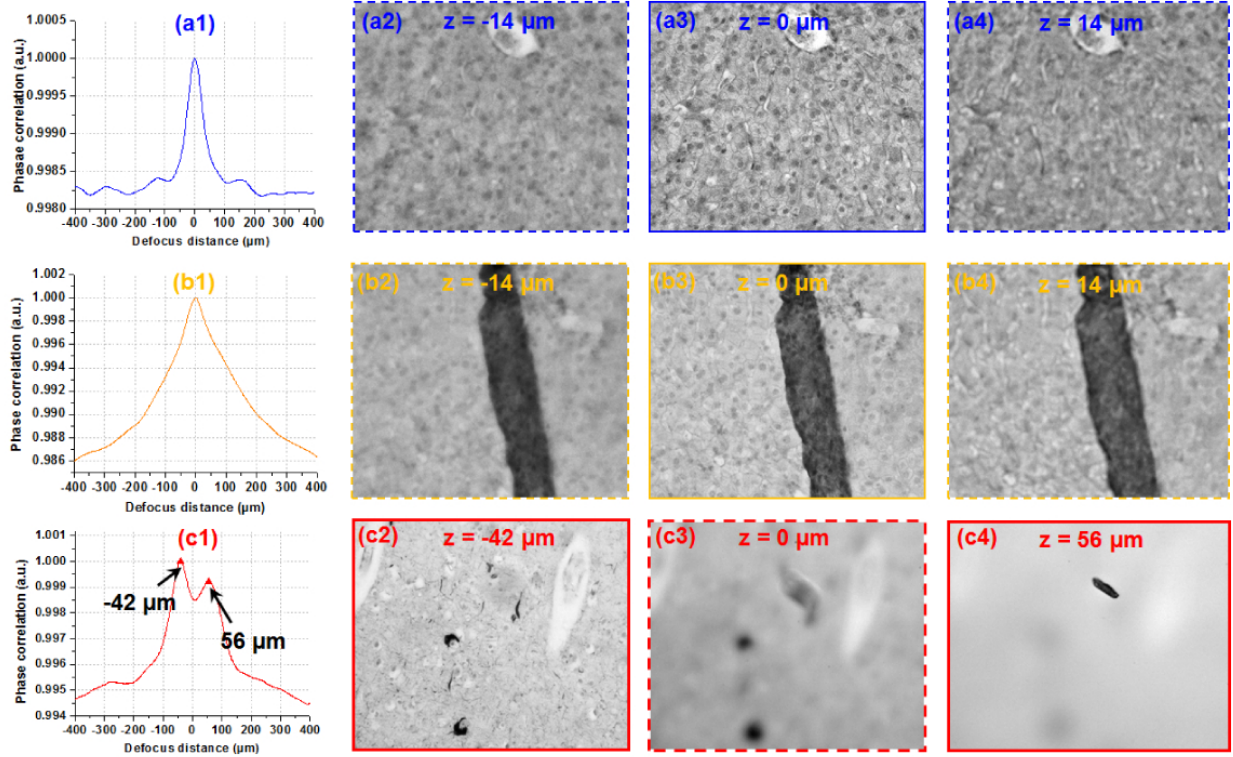 (a1)
Phasae correlation (a.u.)
1.0005
1.0000
0.9995
0.9990
0.9985
0.9980
-400 -300 -200 -100 0 100 200 300 400
Defocus distance (µm)
(a2) z = -14 µm
(a3) z = 0 µm
(a4) z = 14 µm
(b1)
Phase correlation (a.u.)
1.002
1.000
0.998
0.996
0.994
0.992
0.990
0.988
0.986
-400 -300 -200 -100 0 100 200 300 400
Defocus distance (µm)
(b2) z = -14 µm
(b3) z = 0 µm
(b4) z = 14 µm
(c1)
Phase correlation (a.u.)
1.001
1.000
0.999
0.998
0.997
0.996
0.995
0.994
-42 µm
56 µm
-400 -300 -200 -100 0 100 200 300 400
Defocus distance (µm)
(c2) z = -42 µm
(c3) z = 0 µm
(c4) z = 56 µm